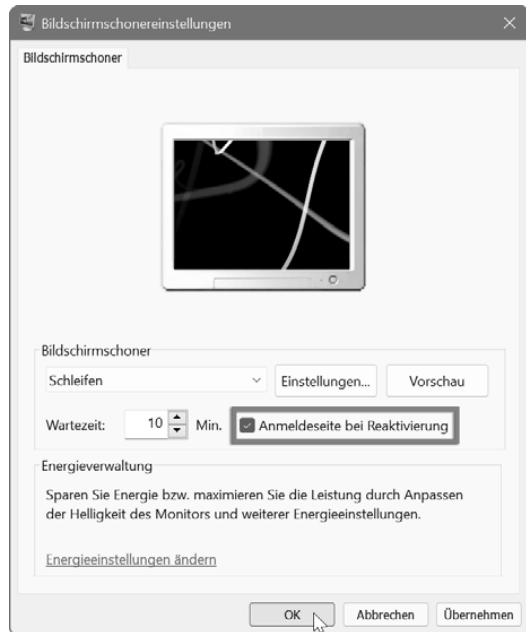 Bildschirmschonereinstellungen
Bildschirmschoner
Bildschirmschoner
Schleifen
Einstellungen...
Vorschau
Wartezeit: 10 Min. Anmeldeseite bei Reaktivierung
Energieverwaltung
Sparen Sie Energie bzw. maximieren Sie die Leistung durch Anpassen
der Helligkeit des Monitors und weiterer Energieeinstellungen.
Energieeinstellungen ändern
OK
Abbrechen
Übernehmen